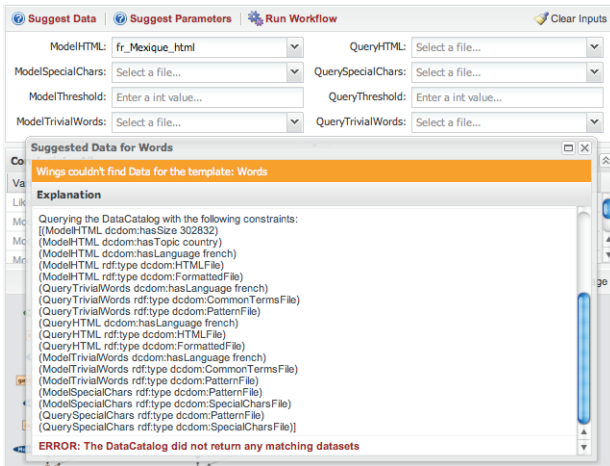 Suggest Data Suggest Parameters Run Workflow Clear Inputs
ModelHTML: fr_Mexique_html QueryHTML: Select a file...
ModelSpecialChars: Select a file... QuerySpecialChars: Select a file...
ModelThreshold: Enter a int value... QueryThreshold: Enter a int value...
ModelTrivialWords: Select a file... QueryTrivialWords: Select a file...
Suggested Data for Words
Wings couldn't find Data for the template: Words
Explanation
Querying the DataCatalog with the following constraints:
[(ModelHTML dcdom:hasSize 302832)
(ModelHTML dcdom:hasTopic country)
(ModelHTML dcdom:hasLanguage french)
(ModelHTML rdf:type dcdom:HTMLFile)
(ModelHTML rdf:type dcdom:FormattedFile)
(QueryTrivialWords dcdom:hasLanguage french)
(QueryTrivialWords rdf:type dcdom:CommonTermsFile)
(QueryTrivialWords rdf:type dcdom:PatternFile)
(QueryHTML dcdom:hasLanguage french)
(QueryHTML rdf:type dcdom:HTMLFile)
(QueryHTML rdf:type dcdom:FormattedFile)
(ModelTrivialWords dcdom:hasLanguage french)
(ModelTrivialWords rdf:type dcdom:CommonTermsFile)
(ModelTrivialWords rdf:type dcdom:PatternFile)
(ModelSpecialChars rdf:type dcdom:PatternFile)
(ModelSpecialChars rdf:type dcdom:SpecialCharsFile)
(QuerySpecialChars rdf:type dcdom:PatternFile)
(QuerySpecialChars rdf:type dcdom:SpecialCharsFile)]
ERROR: The DataCatalog did not return any matching datasets